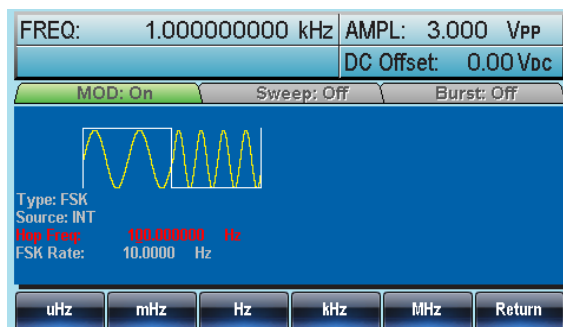 FREQ: 1.000000000 kHz AMPL: 3.000 VPP
DC Offset: 0.00 VDC
MOD: On Sweep: Off Burst: Off
Type: FSK
Source: INT
Hop Freq: 100.000000 Hz
FSK Rate: 10.0000 Hz
uHz mHz Hz kHz MHz Return